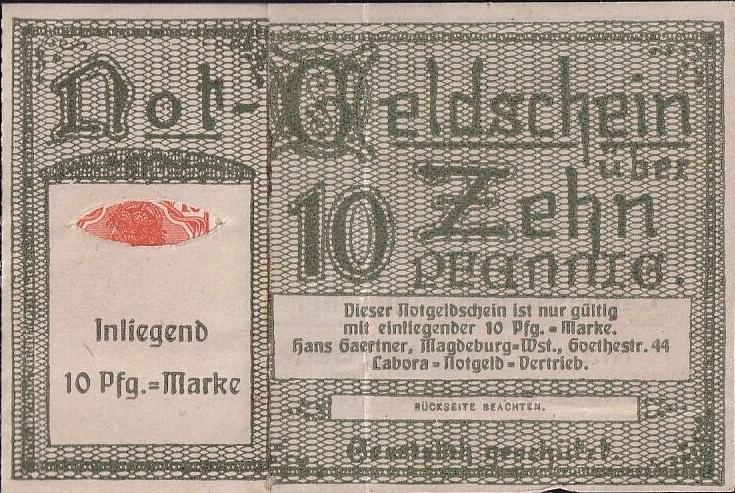 Not-Geldschein
über
10 Zehn
Pfennig.
Inliegend
10 Pfg.=Marke
Dieser Notgeldschein ist nur gültig
mit einliegender 10 Pfg.=Marke.
Hans Gaertner, Magdeburg=Wst., Goethestr. 44
Labora=Notgeld=Vertrieb.
RÜCKSEITE BEACHTEN.
Gesetzlich geschützt